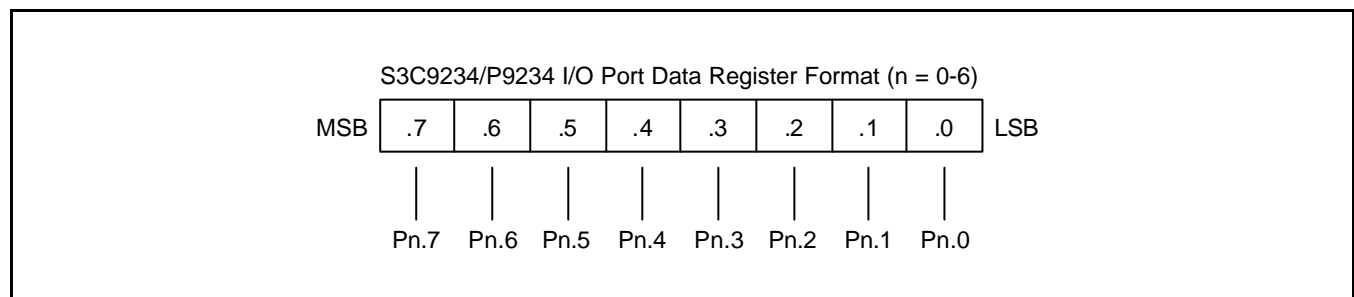 S3C9234/P9234 I/O Port Data Register Format (n = 0-6)
MSB .7 .6 .5 .4 .3 .2 .1 .0 LSB
Pn.7 Pn.6 Pn.5 Pn.4 Pn.3 Pn.2 Pn.1 Pn.0